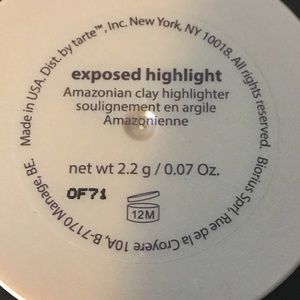 Made in USA. Dist. by tarte™, Inc. New York, NY 10018. All rights reserved.
exposed highlight
Amazonian clay highlighter
soulignement en argile
Amazonienne
net wt 2.2 g / 0.07 Oz.
OF71
12M
Biorius Sprl, Rue de la Croyere 10A, B-7170 Manage, BE.